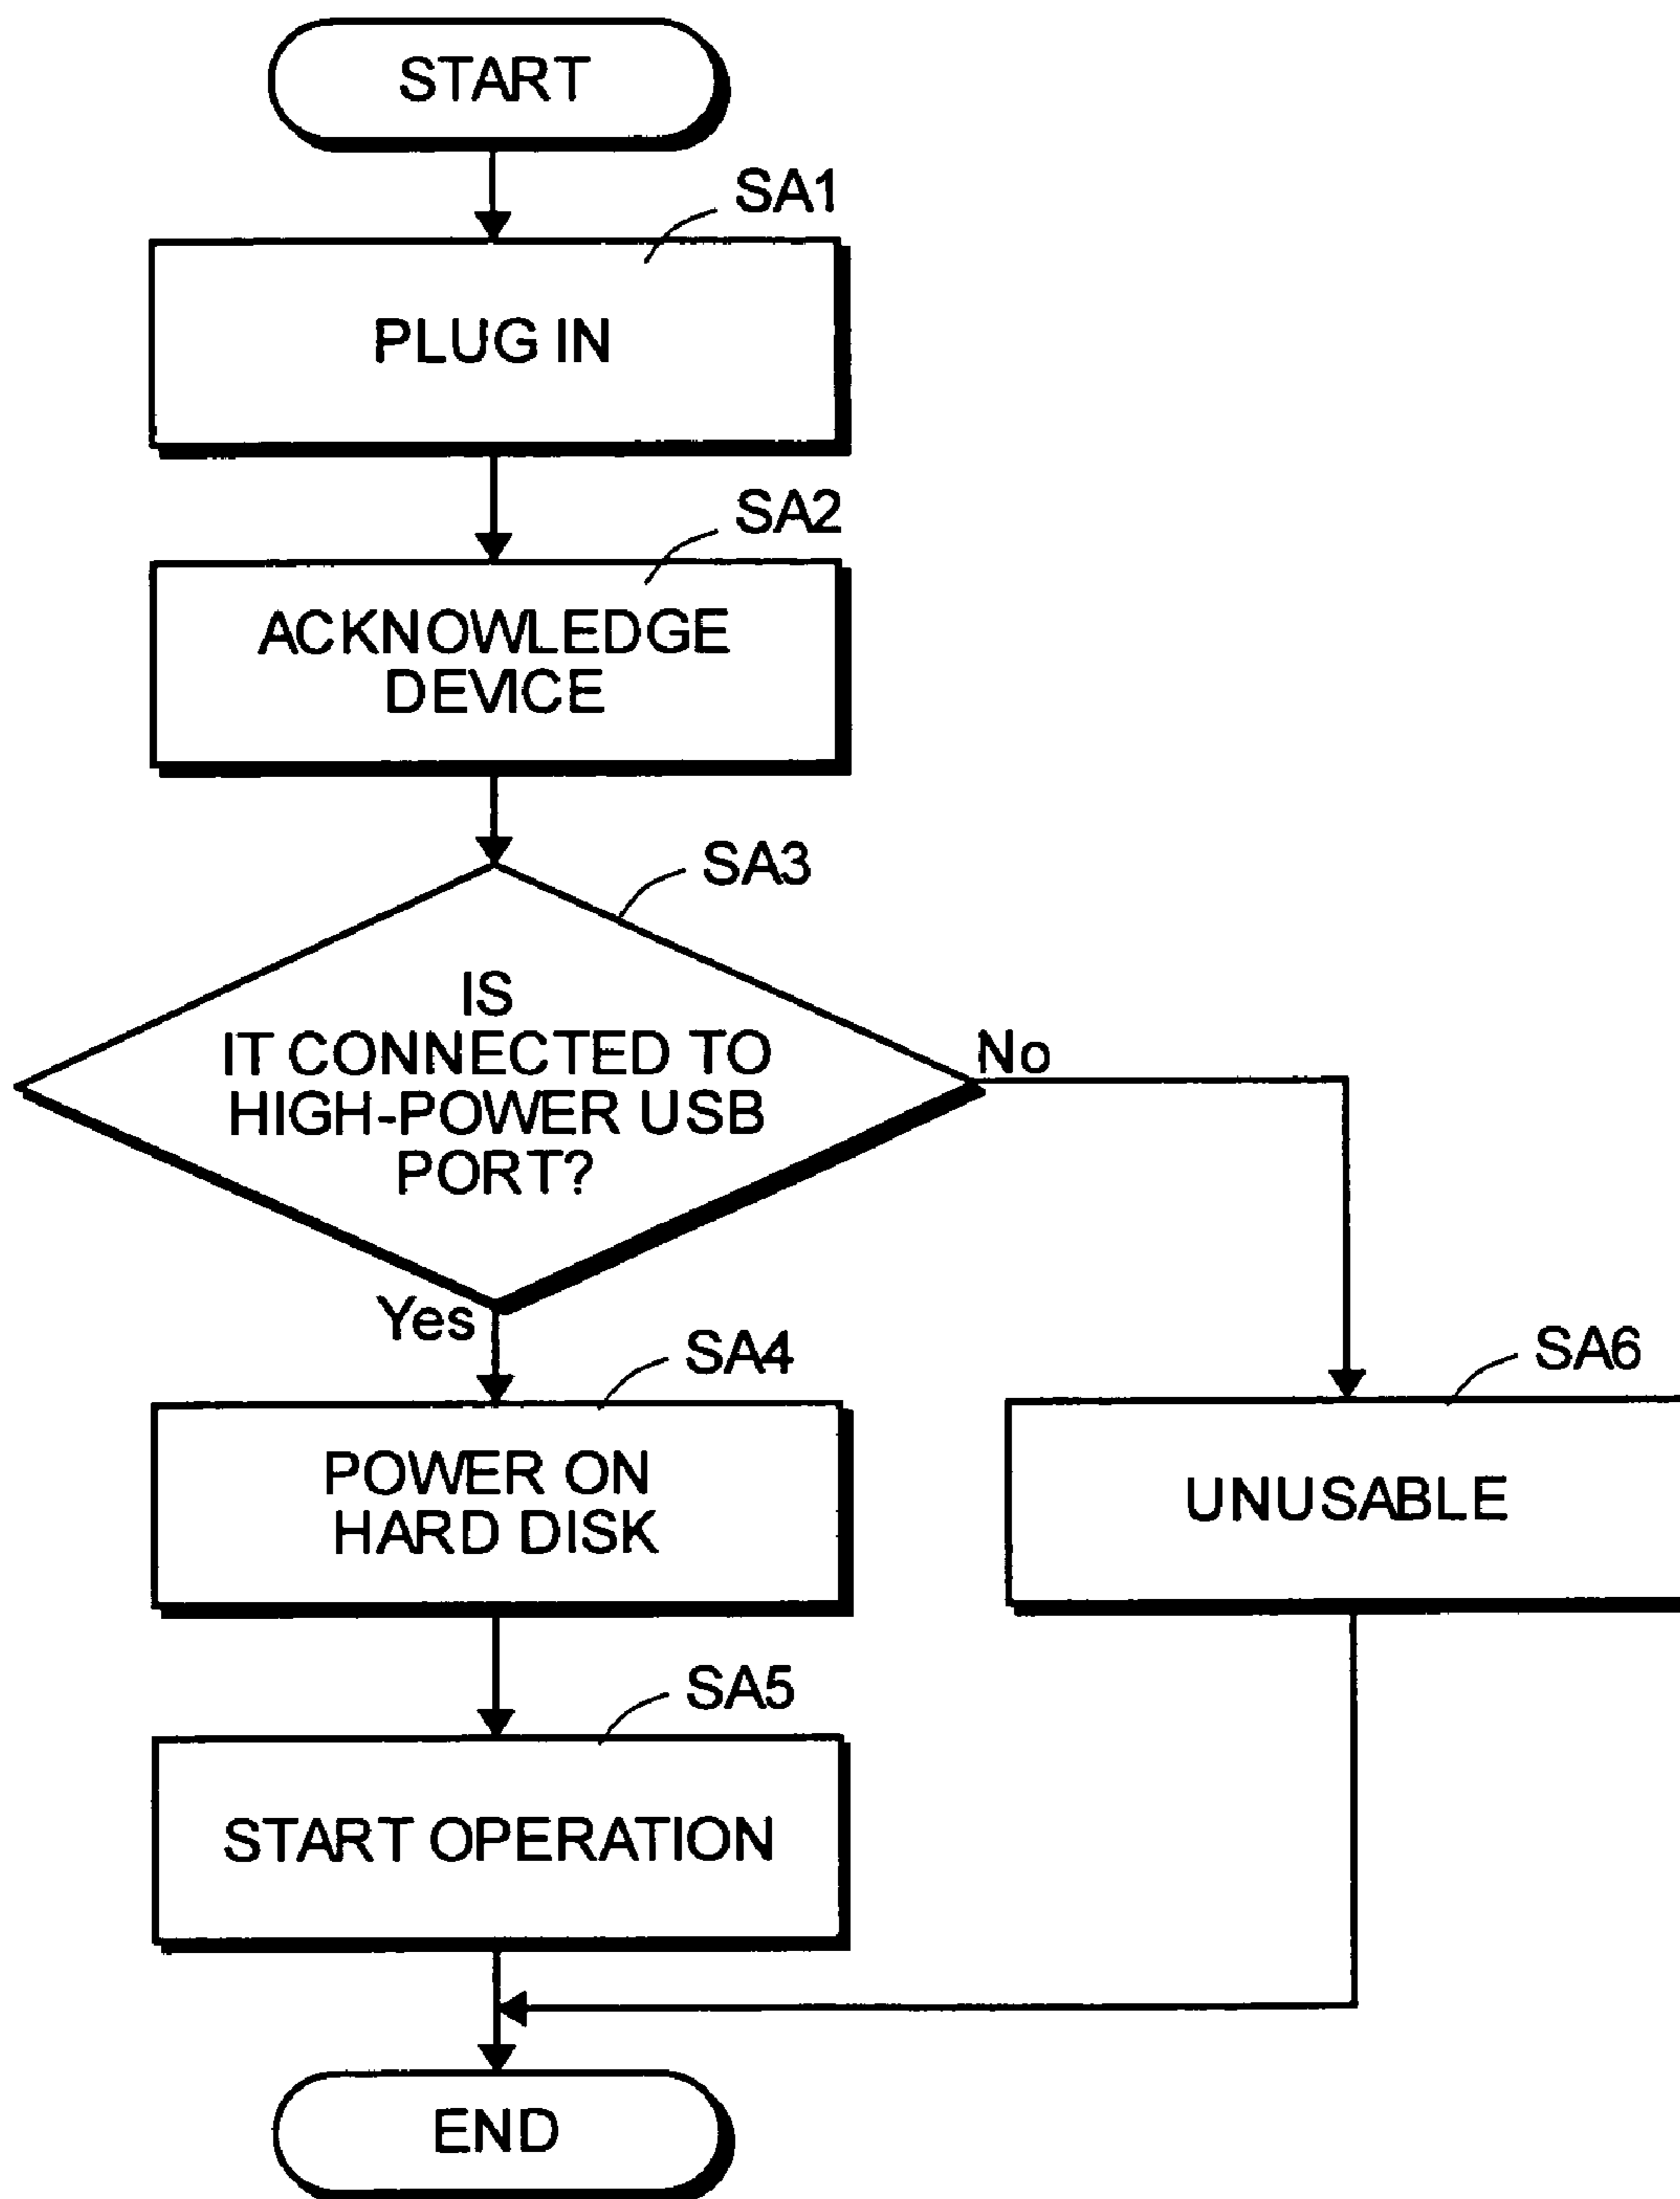 START
SA1
PLUG IN
SA2
ACKNOWLEDGE
DEVICE
SA3
IS
IT CONNECTED TO
HIGH-POWER USB
PORT?
No
Yes
SA4
POWER ON
HARD DISK
SA6
UNUSABLE
SA5
START OPERATION
END